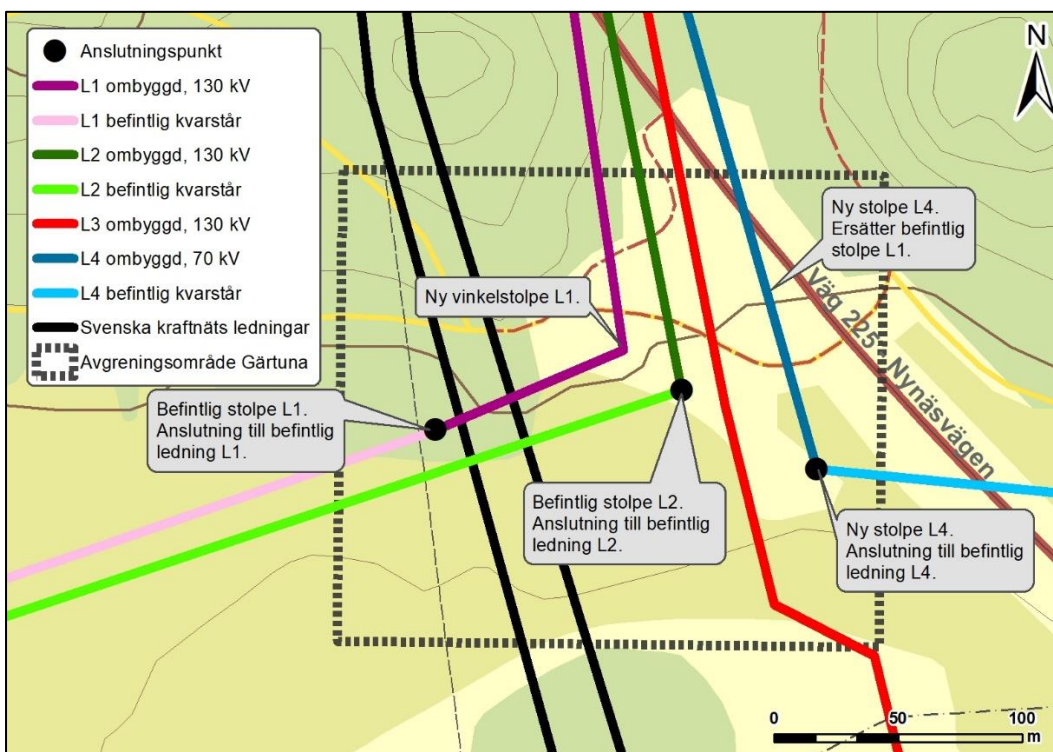 Anslutningspunkt
L1 ombyggd, 130 kV
L1 befintlig kvarstår
L2 ombyggd, 130 kV
L2 befintlig kvarstår
L3 ombyggd, 130 kV
L4 ombyggd, 70 kV
L4 befintlig kvarstår
Svenska kraftnäts ledningar
Avgreningsområde Gärtuna
N
Ny stolpe L4.
Ersätter befintlig
stolpe L1.
Ny vinkelstolpe L1.
Väg 225 - Nynäsvägen
Befintlig stolpe L1.
Anslutning till befintlig
ledning L1.
Befintlig stolpe L2.
Anslutning till befintlig
ledning L2.
Ny stolpe L4.
Anslutning till befintlig
ledning L4.
0 50 100
m